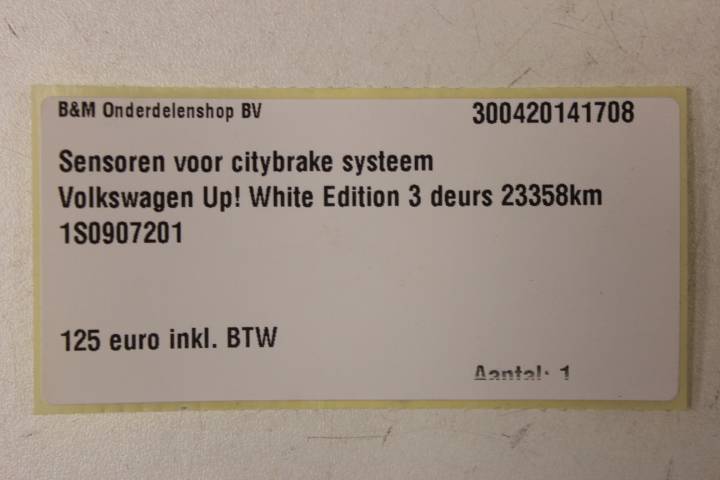 B&M Onderdelenshop BV 300420141708
Sensoren voor citybrake systeem
Volkswagen Up! White Edition 3 deurs 23358km
1S0907201
125 euro inkl. BTW
Aantal: 1